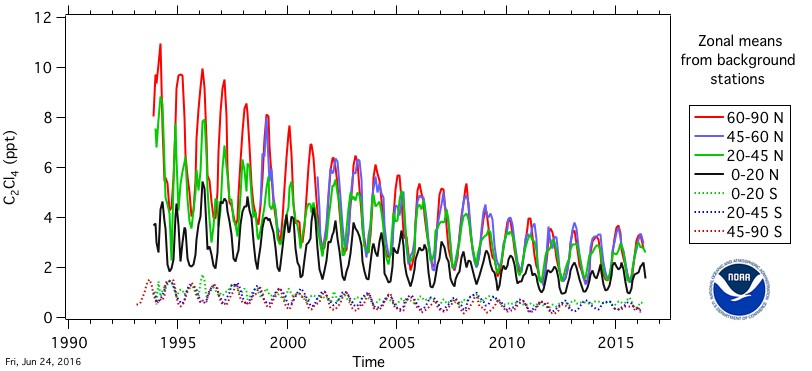 12
10
8
6
4
2
0
C2Cl4 (ppt)
1990
1995
2000
2005
2010
2015
Time
Fri, Jun 24, 2016
Zonal means
from background
stations
60-90 N
45-60 N
20-45 N
0-20 N
0-20 S
20-45 S
45-90 S
NOAA